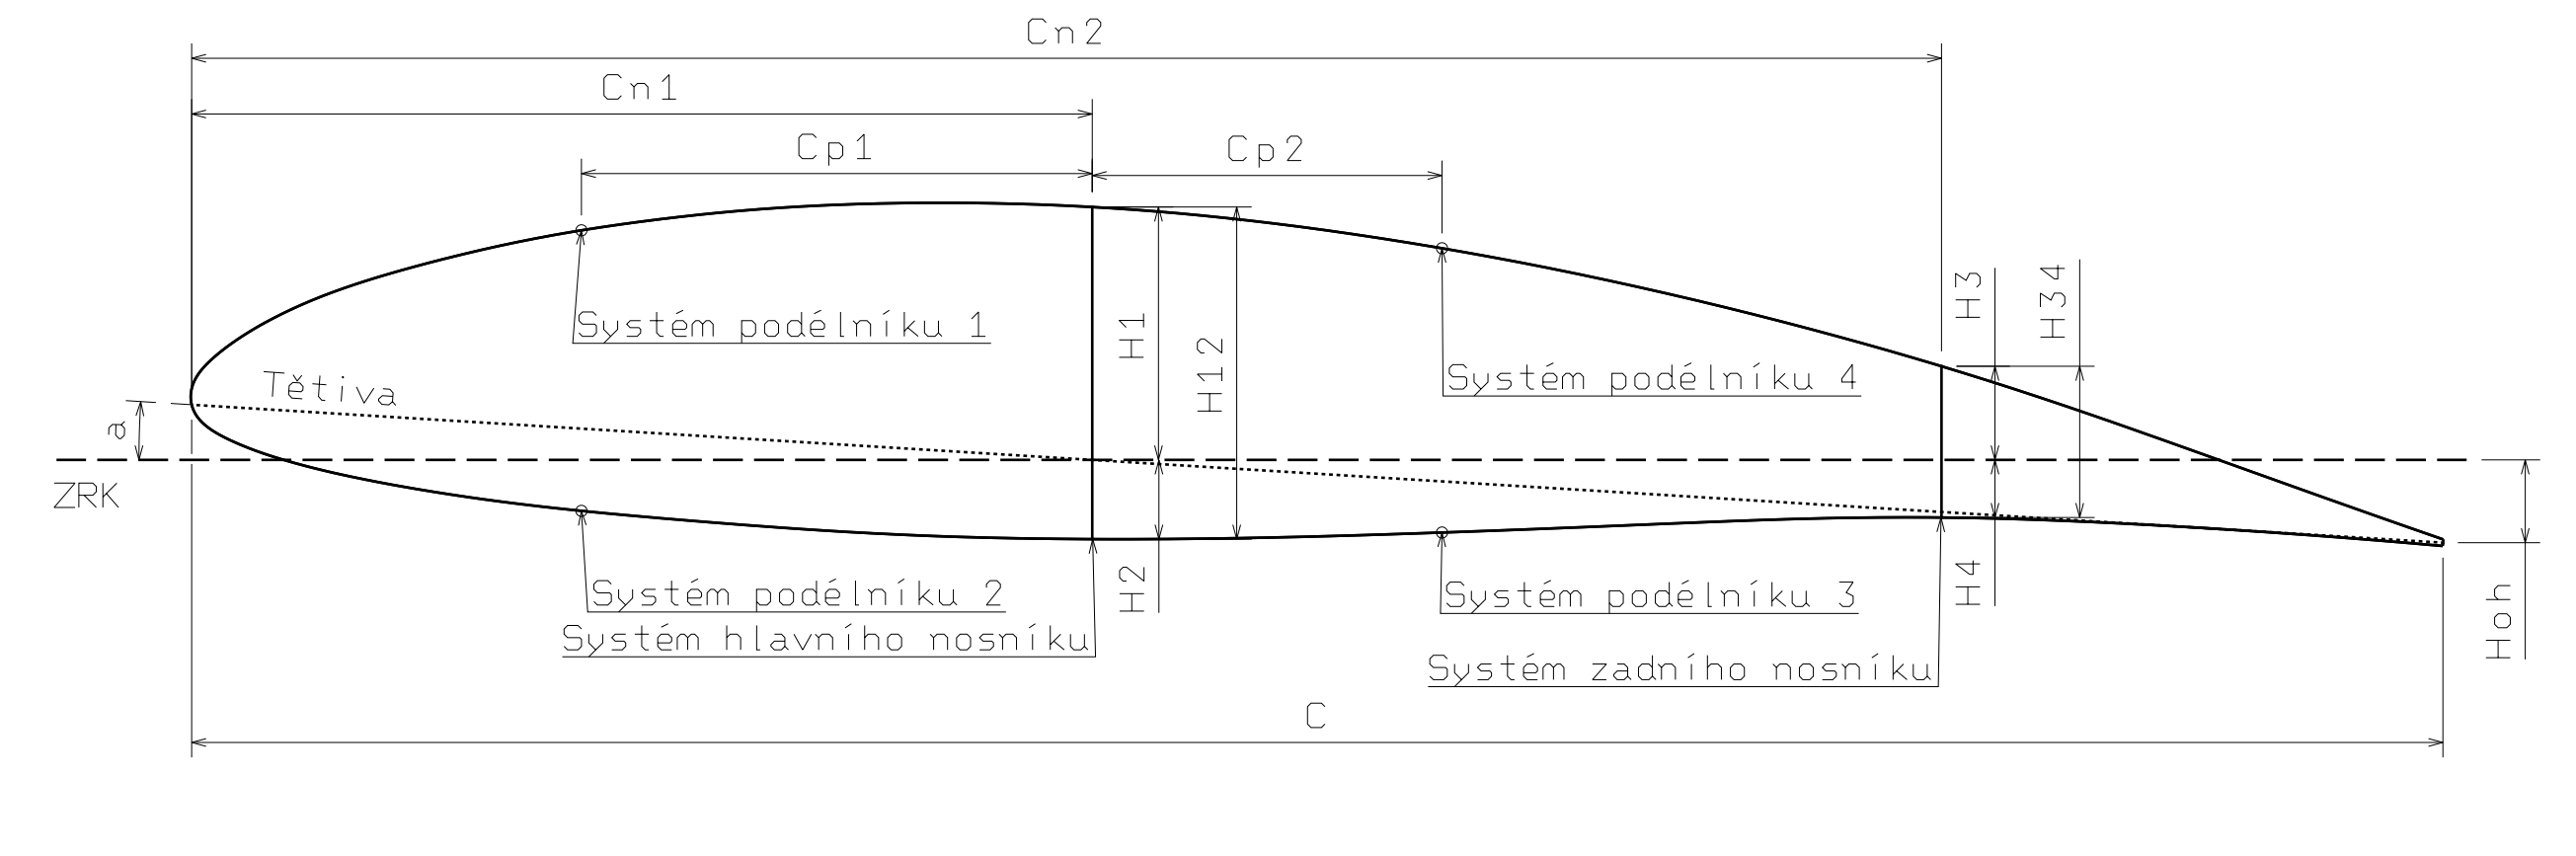 Cn2
Cn1
Cp1
Cp2
H1
H12
H3
H34
Systém podélníku 1
Systém podélníku 4
Tětiva
a
ZRK
H2
H4
Hoh
Systém podélníku 2
Systém podélníku 3
Systém hlavního nosníku
Systém zadního nosníku
C